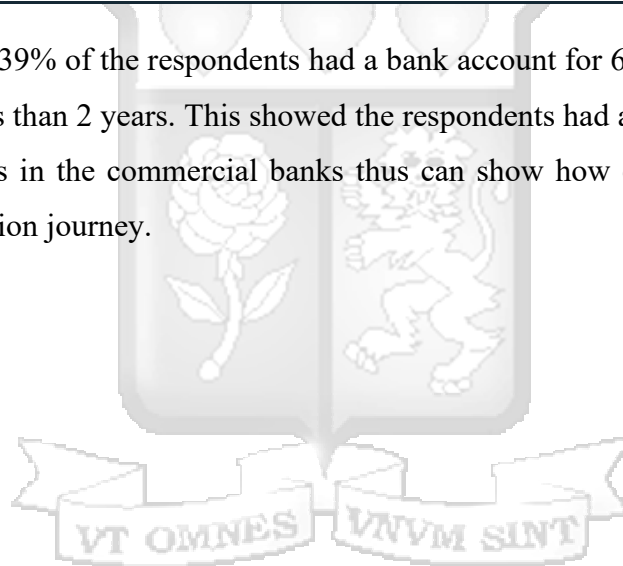 39% of the respondents had a bank account for 6
s than 2 years. This showed the respondents had a
s in the commercial banks thus can show how
ion journey.
VT OMNES VNVM SINT